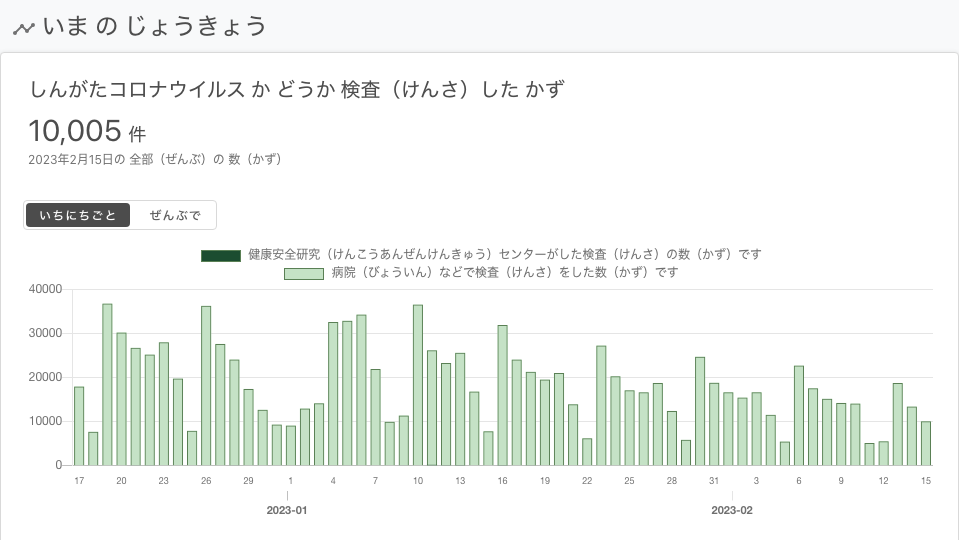 いま の じょうきょう
しんがたコロナウイルス か どうか 検査（けんさ）した かず
10,005 件
2023年2月15日の 全部（ぜんぶ）の 数（かず）
いちにちごと ぜんぶで
健康安全研究（けんこうあんぜんけんきゅう）センターがした検査（けんさ）の数（かず）です
病院（びょういん）などで検査（けんさ）をした数（かず）です
40000
30000
20000
10000
0
17 20 23 26 29 1 4 7 10 13 16 19 22 25 28 31 3 6 9 12 15
2023-01 2023-02